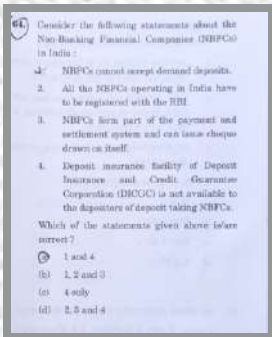 64. Consider the following statements about the
Non-Banking Financial Companies (NBFCs)
in India :
1. NBFCs cannot accept demand deposits.
2. All the NBFCs operating in India have
to be registered with the RBI.
3. NBFCs form part of the payment and
settlement system and can issue cheque
drawn on itself.
4. Deposit insurance facility of Deposit
Insurance and Credit Guarantee
Corporation (DICGC) is not available to
the depositors of deposit taking NBFCs.
Which of the statements given above is/are
correct ?
(a) 1 and 4
(b) 1, 2 and 3
(c) 4 only
(d) 2, 3 and 4